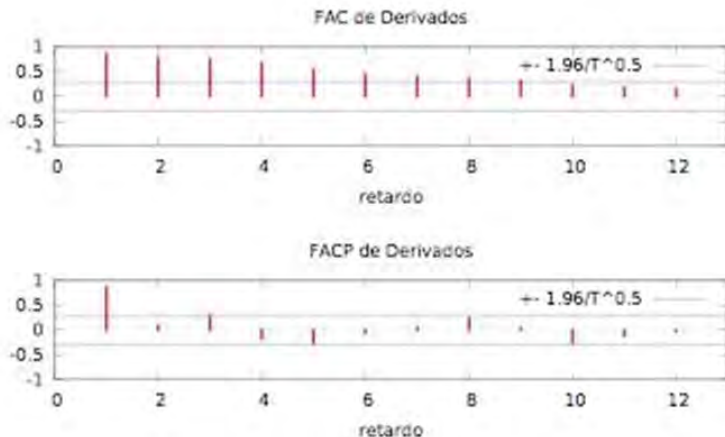 FAC de Derivados
1
0.5
0
-0.5
-1
+- 1.96/T^0.5
0 2 4 6 8 10 12
retardo
FACP de Derivados
1
0.5
0
-0.5
-1
+- 1.96/T^0.5
0 2 4 6 8 10 12
retardo